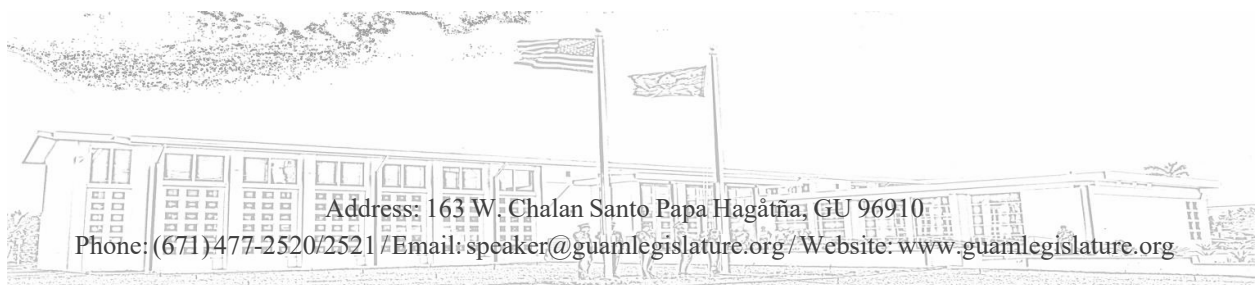 Address: 163 W. Chalan Santo Papa Hagåtña, GU 96910
Phone: (671) 477-2520/2521 / Email: speaker@guamlegislature.org / Website: www.guamlegislature.org